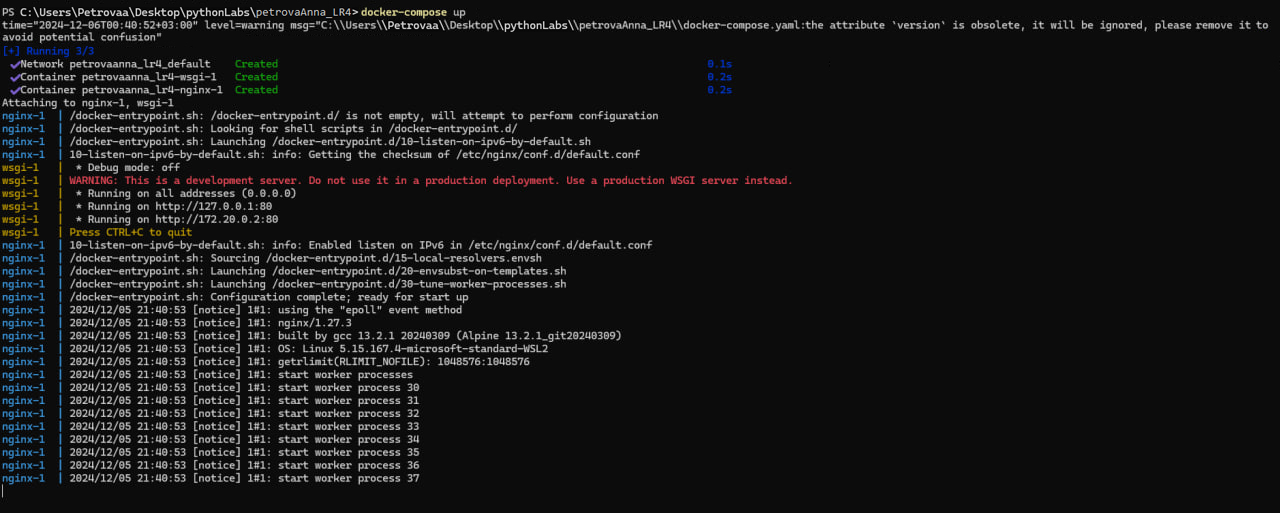 PS C:\Users\Petrovaa\Desktop\pythonLabs\petrovaAnna_LR4> docker-compose up
time="2024-12-06T00:40:52+03:00" level=warning msg="C:\\Users\\Petrovaa\\Desktop\\pythonLabs\\petrovaAnna_LR4\\docker-compose.yaml:the attribute `version` is obsolete, it will be ignored, please remove it to
avoid potential confusion"
[+] Running 3/3
✔Network petrovaanna_lr4_default Created 0.1s
✔Container petrovaanna_lr4-wsgi-1 Created 0.2s
✔Container petrovaanna_lr4-nginx-1 Created 0.2s
Attaching to nginx-1, wsgi-1
nginx-1 | /docker-entrypoint.sh: /docker-entrypoint.d/ is not empty, will attempt to perform configuration
nginx-1 | /docker-entrypoint.sh: Looking for shell scripts in /docker-entrypoint.d/
nginx-1 | /docker-entrypoint.sh: Launching /docker-entrypoint.d/10-listen-on-ipv6-by-default.sh
nginx-1 | 10-listen-on-ipv6-by-default.sh: info: Getting the checksum of /etc/nginx/conf.d/default.conf
wsgi-1 | * Debug mode: off
wsgi-1 | WARNING: This is a development server. Do not use it in a production deployment. Use a production WSGI server instead.
wsgi-1 | * Running on all addresses (0.0.0.0)
wsgi-1 | * Running on http://127.0.0.1:80
wsgi-1 | * Running on http://172.20.0.2:80
wsgi-1 | Press CTRL+C to quit
nginx-1 | 10-listen-on-ipv6-by-default.sh: info: Enabled listen on IPv6 in /etc/nginx/conf.d/default.conf
nginx-1 | /docker-entrypoint.sh: Sourcing /docker-entrypoint.d/15-local-resolvers.envsh
nginx-1 | /docker-entrypoint.sh: Launching /docker-entrypoint.d/20-envsubst-on-templates.sh
nginx-1 | /docker-entrypoint.sh: Launching /docker-entrypoint.d/30-tune-worker-processes.sh
nginx-1 | /docker-entrypoint.sh: Configuration complete; ready for start up
nginx-1 | 2024/12/05 21:40:53 [notice] 1#1: using the "epoll" event method
nginx-1 | 2024/12/05 21:40:53 [notice] 1#1: nginx/1.27.3
nginx-1 | 2024/12/05 21:40:53 [notice] 1#1: built by gcc 13.2.1 20240309 (Alpine 13.2.1_git20240309)
nginx-1 | 2024/12/05 21:40:53 [notice] 1#1: OS: Linux 5.15.167.4-microsoft-standard-WSL2
nginx-1 | 2024/12/05 21:40:53 [notice] 1#1: getrlimit(RLIMIT_NOFILE): 1048576:1048576
nginx-1 | 2024/12/05 21:40:53 [notice] 1#1: start worker processes
nginx-1 | 2024/12/05 21:40:53 [notice] 1#1: start worker process 30
nginx-1 | 2024/12/05 21:40:53 [notice] 1#1: start worker process 31
nginx-1 | 2024/12/05 21:40:53 [notice] 1#1: start worker process 32
nginx-1 | 2024/12/05 21:40:53 [notice] 1#1: start worker process 33
nginx-1 | 2024/12/05 21:40:53 [notice] 1#1: start worker process 34
nginx-1 | 2024/12/05 21:40:53 [notice] 1#1: start worker process 35
nginx-1 | 2024/12/05 21:40:53 [notice] 1#1: start worker process 36
nginx-1 | 2024/12/05 21:40:53 [notice] 1#1: start worker process 37